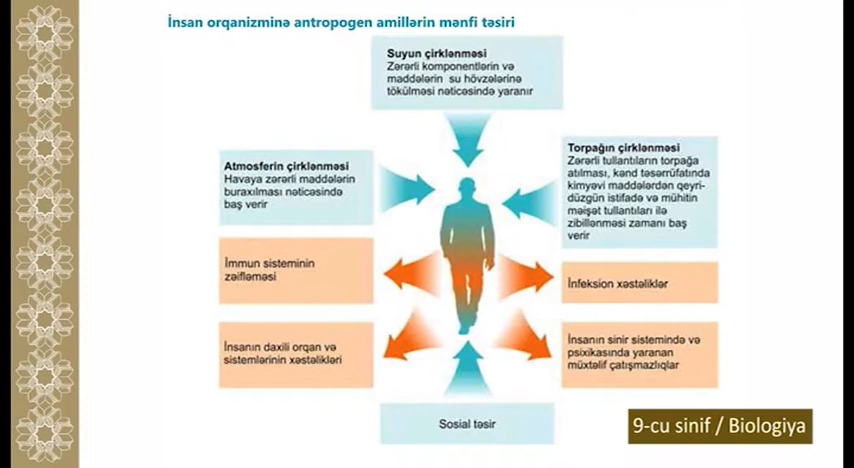 İnsan orqanizminə antropogen amillərin mənfi təsiri
Suyun çirklənməsi
Zərərli komponentlərin və
maddələrin su hövzələrinə
tökülməsi nəticəsində yaranır
Atmosferin çirklənməsi
Havaya zərərli maddələrin
buraxılması nəticəsində
baş verir
Torpağın çirklənməsi
Zərərli tullantıların torpağa
atılması, kənd təsərrüfatında
kimyəvi maddələrdən qeyri-
düzgün istifadə və mühitin
məişət tullantıları ilə
zibillənməsi zamanı baş
verir
İmmun sisteminin
zəifləməsi
İnfeksion xəstəliklər
İnsanın daxili orqan və
sistemlərinin xəstəlikləri
İnsanın sinir sistemində və
psixikasında yaranan
müxtəlif çatışmazlıqlar
Sosial təsir
9-cu sinif / Biologiya